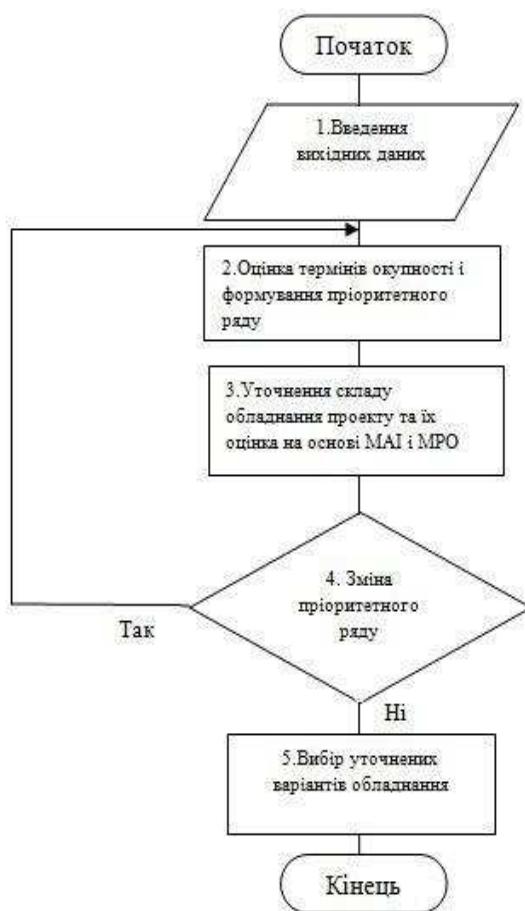 Початок
1.Введення
вихідних даних
2.Оцінка термінів окупності і
формування пріоритетного
ряду
3.Уточнення складу
обладнання проекту та їх
оцінка на основі МАІ і МРО
4. Зміна
пріоритетного
ряду
Так
Ні
5.Вибір уточнених
варіантів обладнання
Кінець